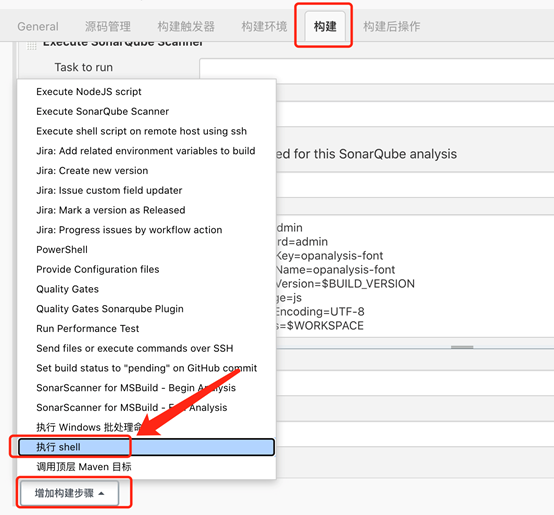 General 源码管理 构建触发器 构建环境 构建 构建后操作
Execute SonarQube Scanner
Task to run
Execute NodeJS script
Execute SonarQube Scanner
Execute shell script on remote host using ssh
Jira: Add related environment variables to build
ed for this SonarQube analysis
Jira: Create new version
Jira: Issue custom field updater
Jira: Mark a version as Released
Jira: Progress issues by workflow action
PowerShell
Provide Configuration files
Quality Gates
Quality Gates Sonarqube Plugin
Run Performance Test
Send files or execute commands over SSH
Set build status to "pending" on GitHub commit
SonarScanner for MSBuild - Begin Analysis
SonarScanner for MSBuild - Analysis
执行 Windows 批处理命
执行 shell
调用顶层 Maven 目标
dmin
rd=admin
Key=opanalysis-font
Name=opanalysis-font
Version=$BUILD_VERSION
ge=js
Encoding=UTF-8
s=$WORKSPACE
增加构建步骤